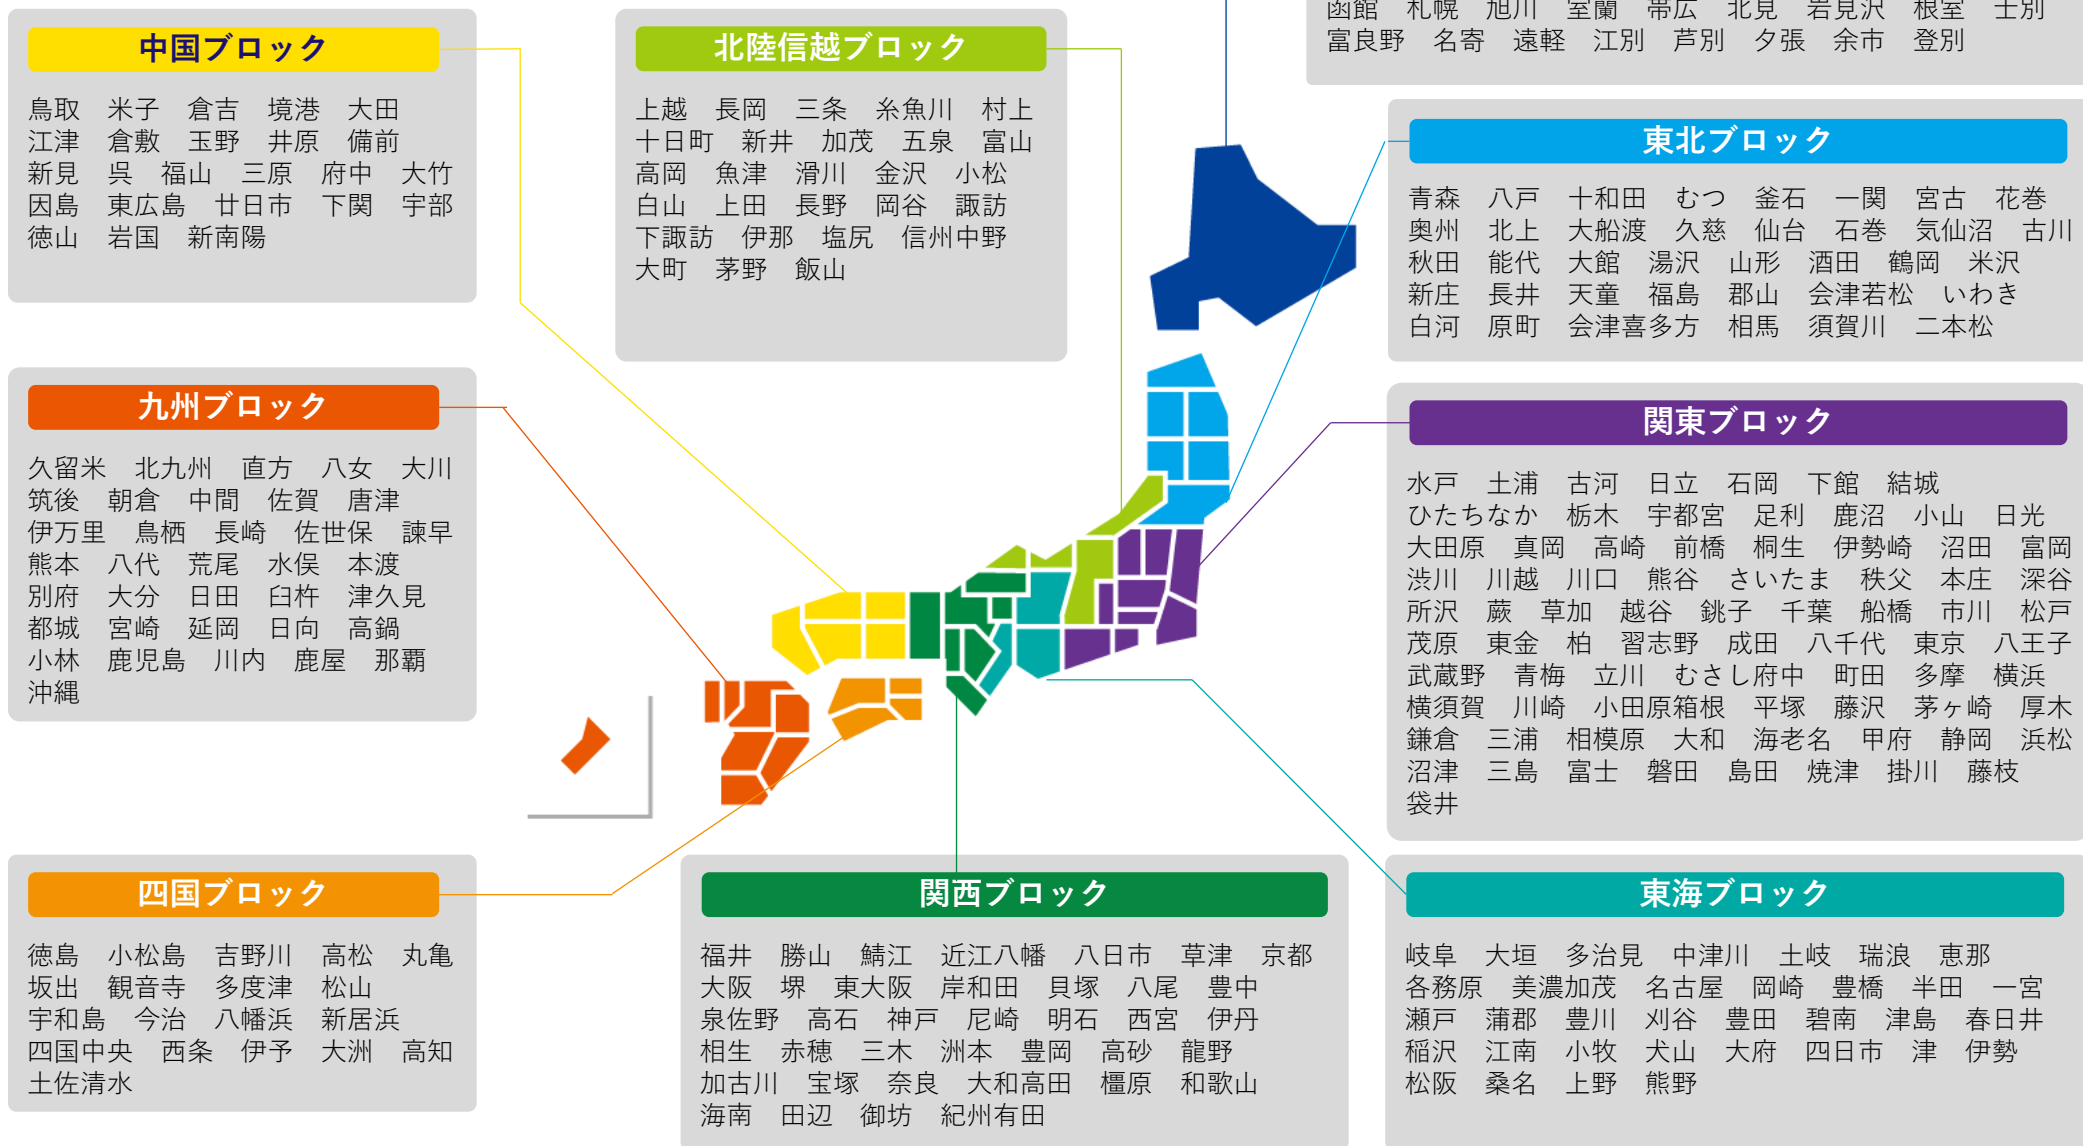 中国ブロック
鳥取　米子　倉吉　境港　大田
江津　倉敷　玉野　井原　備前
新見　呉　福山　三原　府中　大竹
因島　東広島　廿日市　下関　宇部
徳山　岩国　新南陽
北陸信越ブロック
上越　長岡　三条　糸魚川　村上
十日町　新井　加茂　五泉　富山
高岡　魚津　滑川　金沢　小松
白山　上田　長野　岡谷　諏訪
下諏訪　伊那　塩尻　信州中野
大町　茅野　飯山
函館　札幌　旭川　室蘭　帯広　北見　岩見沢　根室　士別
富良野　名寄　遠軽　江別　芦別　夕張　余市　登別
東北ブロック
青森　八戸　十和田　むつ　釜石　一関　宮古　花巻
奥州　北上　大船渡　久慈　仙台　石巻　気仙沼　古川
秋田　能代　大館　湯沢　山形　酒田　鶴岡　米沢
新庄　長井　天童　福島　郡山　会津若松　いわき
白河　原町　会津喜多方　相馬　須賀川　二本松
九州ブロック
久留米　北九州　直方　八女　大川
筑後　朝倉　中間　佐賀　唐津
伊万里　鳥栖　長崎　佐世保　諫早
熊本　八代　荒尾　水俣　本渡
別府　大分　日田　臼杵　津久見
都城　宮崎　延岡　日向　高鍋
小林　鹿児島　川内　鹿屋　那覇
沖縄
関東ブロック
水戸　土浦　古河　日立　石岡　下館　結城
ひたちなか　栃木　宇都宮　足利　鹿沼　小山　日光
大田原　真岡　高崎　前橋　桐生　伊勢崎　沼田　富岡
渋川　川越　川口　熊谷　さいたま　秩父　本庄　深谷
所沢　蕨　草加　越谷　銚子　千葉　船橋　市川　松戸
茂原　東金　柏　習志野　成田　八千代　東京　八王子
武蔵野　青梅　立川　むさし府中　町田　多摩　横浜
横須賀　川崎　小田原箱根　平塚　藤沢　茅ヶ崎　厚木
鎌倉　三浦　相模原　大和　海老名　甲府　静岡　浜松
沼津　三島　富士　磐田　島田　焼津　掛川　藤枝
袋井
四国ブロック
徳島　小松島　吉野川　高松　丸亀
坂出　観音寺　多度津　松山
宇和島　今治　八幡浜　新居浜
四国中央　西条　伊予　大洲　高知
土佐清水
関西ブロック
福井　勝山　鯖江　近江八幡　八日市　草津　京都
大阪　堺　東大阪　岸和田　貝塚　八尾　豊中
泉佐野　高石　神戸　尼崎　明石　西宮　伊丹
相生　赤穂　三木　洲本　豊岡　高砂　龍野
加古川　宝塚　奈良　大和高田　橿原　和歌山
海南　田辺　御坊　紀州有田
東海ブロック
岐阜　大垣　多治見　中津川　土岐　瑞浪　恵那
各務原　美濃加茂　名古屋　岡崎　豊橋　半田　一宮
瀬戸　蒲郡　豊川　刈谷　豊田　碧南　津島　春日井
稲沢　江南　小牧　犬山　大府　四日市　津　伊勢
松阪　桑名　上野　熊野